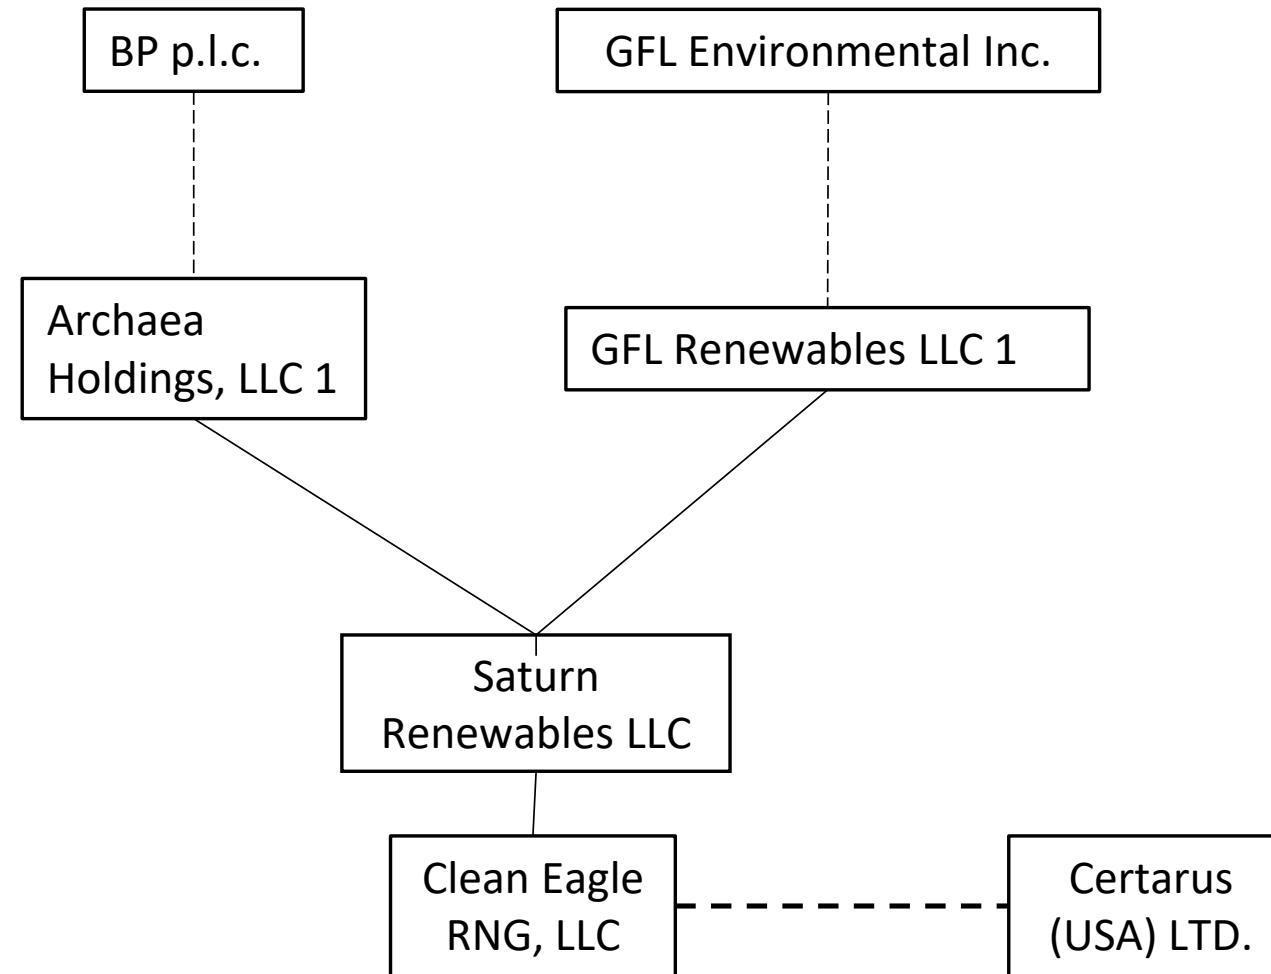 BP p.l.c.
GFL Environmental Inc.
Archaea
Holdings, LLC 1
GFL Renewables LLC 1
Saturn
Renewables LLC
Clean Eagle
RNG, LLC
Certarus
(USA) LTD.